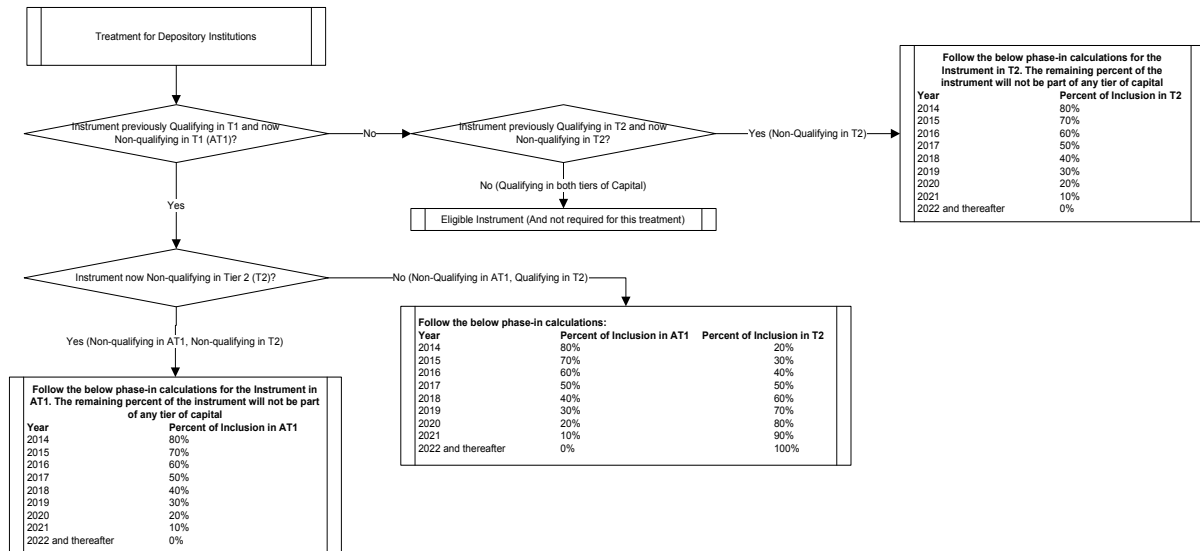 Treatment for Depository Institutions
Instrument previously Qualifying in T1 and now
Non-qualifying in T1 (AT1)?
No
Instrument previously Qualifying in T2 and now
Non-qualifying in T2?
Yes (Non-Qualifying in T2)
Follow the below phase-in calculations for the
Instrument in T2. The remaining percent of the
instrument will not be part of any tier of capital
Year Percent of Inclusion in T2
2014 80%
2015 70%
2016 60%
2017 50%
2018 40%
2019 30%
2020 20%
2021 10%
2022 and thereafter 0%
No (Qualifying in both tiers of Capital)
Eligible Instrument (And not required for this treatment)
Yes
Instrument now Non-qualifying in Tier 2 (T2)?
No (Non-Qualifying in AT1, Qualifying in T2)
Follow the below phase-in calculations:
Year Percent of Inclusion in AT1 Percent of Inclusion in T2
2014 80% 20%
2015 70% 30%
2016 60% 40%
2017 50% 50%
2018 40% 60%
2019 30% 70%
2020 20% 80%
2021 10% 90%
2022 and thereafter 0% 100%
Yes (Non-qualifying in AT1, Non-qualifying in T2)
Follow the below phase-in calculations for the Instrument in
AT1. The remaining percent of the instrument will not be part
of any tier of capital
Year Percent of Inclusion in AT1
2014 80%
2015 70%
2016 60%
2017 50%
2018 40%
2019 30%
2020 20%
2021 10%
2022 and thereafter 0%